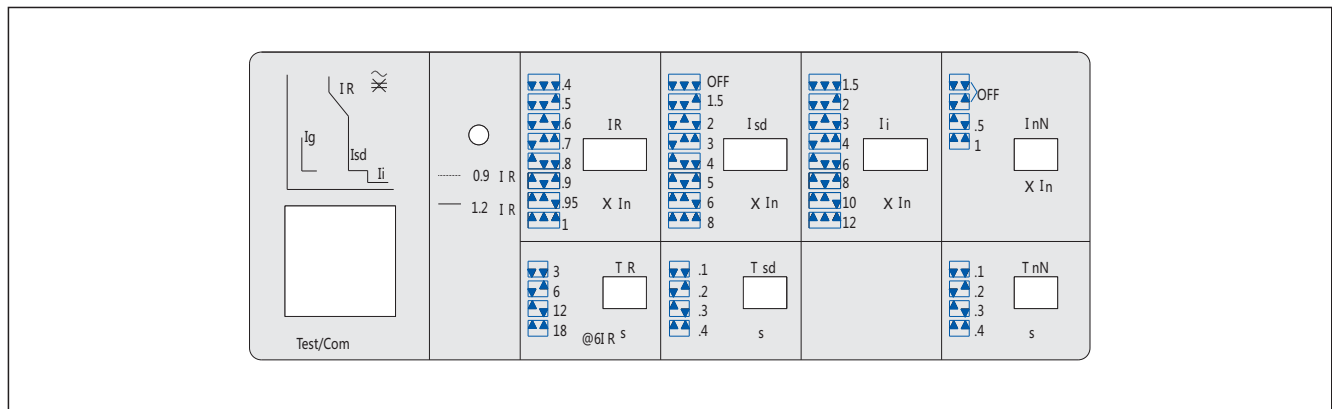 IR
Ig
Isd
Ii
Test/Com
0.9 IR
1.2 IR
.4
.5
.6
.7
.8
.9
.95
1
IR
X In
OFF
1.5
2
3
4
5
6
8
Isd
X In
1.5
2
3
4
6
8
10
12
Ii
X In
OFF
.5
1
InN
X In
3
6
12
18
TR
@6IR s
.1
.2
.3
.4
Tsd
s
.1
.2
.3
.4
TnN
s